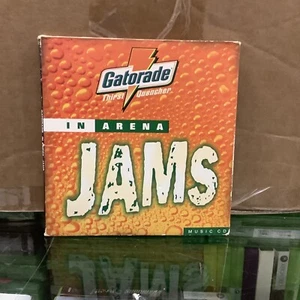 Gatorade
Thirst Quencher
IN ARENA
JAMS
MUSIC CD